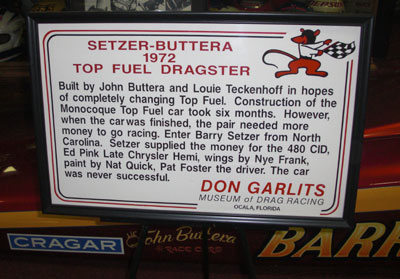 SETZER-BUTTERA
1972
TOP FUEL DRAGSTER
Built by John Buttera and Louie Teckenhoff in hopes
of completely changing Top Fuel. Construction of the
Monocoque Top Fuel car took six months. However,
when the car was finished, the pair needed more
money to go racing. Enter Barry Setzer from North
Carolina. Setzer supplied the money for the 480 CID,
Ed Pink Late Chrysler Hemi, wings by Nye Frank,
paint by Nat Quick, Pat Foster the driver. The car
was never successful.
DON GARLITS
MUSEUM OF DRAG RACING
OCALA, FLORIDA
CRAGAR
John Buttera
RACE CARS
BARR